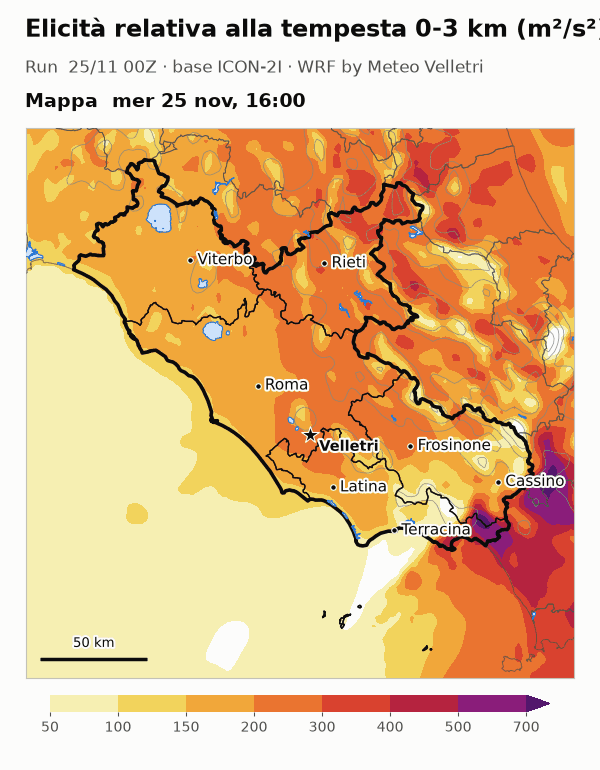 Elicità relativa alla tempesta 0-3 km (m²/s²)
Run 25/11 00Z · base ICON-2I · WRF by Meteo Velletri
Mappa mer 25 nov, 16:00
Viterbo
Rieti
Roma
Velletri
Frosinone
Latina
Cassino
Terracina
50 km
50 100 150 200 300 400 500 700